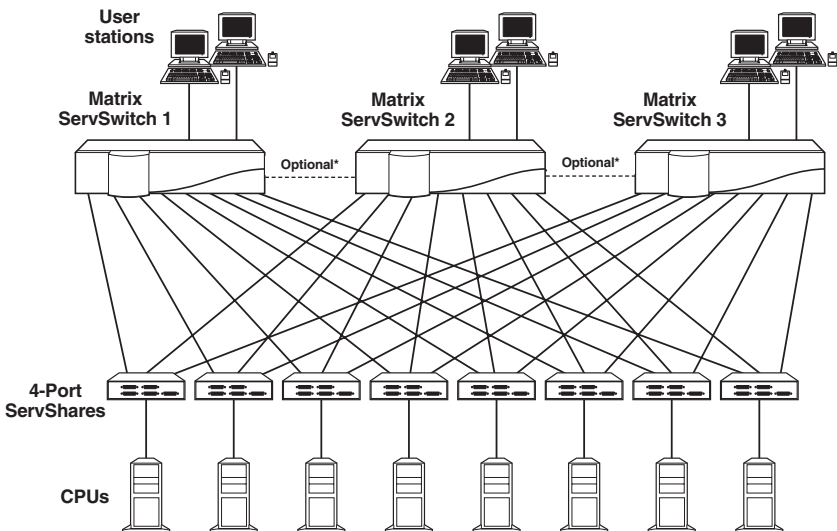 User
stations
Matrix
ServSwitch 1
Matrix
ServSwitch 2
Matrix
ServSwitch 3
Optional*
Optional*
4-Port
ServShares
CPUs